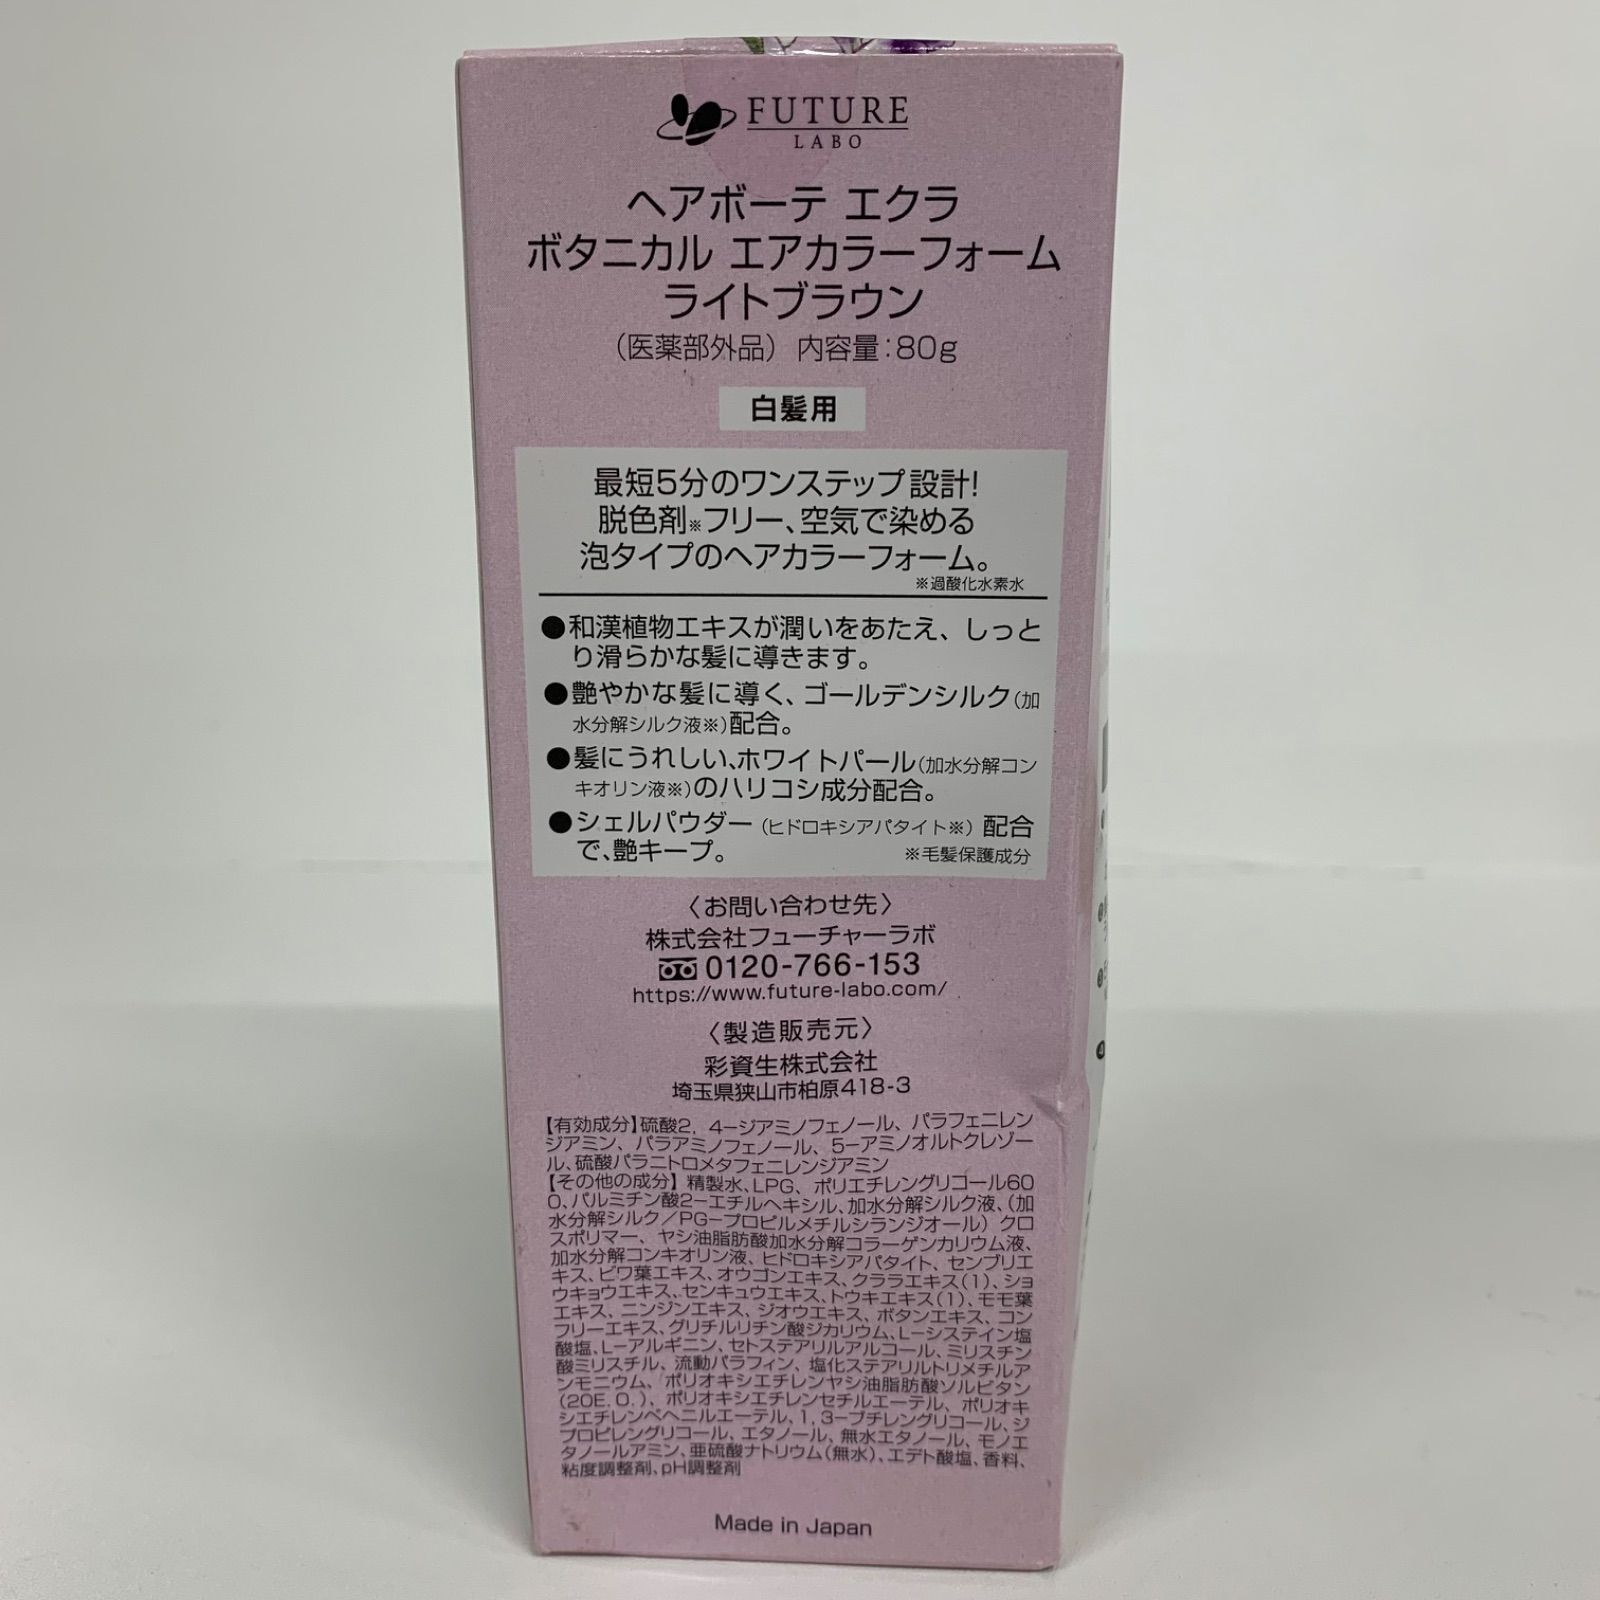 FUTURE
LABO
ヘアボーテ エクラ
ボタニカル エアカラーフォーム
ライトブラウン
(医薬部外品) 内容量:80g
白髪用
最短5分のワンステップ設計!
脱色剤※フリー、空気で染める
泡タイプのヘアカラーフォーム。
※過酸化水素水
●和漢植物エキスが潤いをあたえ、しっと
り滑らかな髪に導きます。
●艶やかな髪に導く、ゴールデンシルク(加
水分解シルク液※)配合。
●髪にうれしい、ホワイトパール(加水分解コン
キオリン液※)のハリコシ成分配合。
●シェルパウダー(ヒドロキシアパタイト※)配合
で、艶キープ。 ※毛髪保護成分
〈お問い合わせ先〉
株式会社フューチャーラボ
0120-766-153
https://www.future-labo.com/
〈製造販売元〉
彩資生株式会社
埼玉県狭山市柏原418-3
【有効成分】硫酸2, 4−ジアミノフェノール、パラフェニレン
ジアミン、パラアミノフェノール、5−アミノオルトクレゾー
ル、硫酸パラニトロメタフェニレンジアミン
【その他の成分】精製水、LPG、ポリエチレングリコール60
0、パルミチン酸2−エチルヘキシル、加水分解シルク液、(加
水分解シルク/PG−プロピルメチルシランジオール)クロ
スポリマー、ヤシ油脂肪酸加水分解コラーゲンカリウム液、
加水分解コンキオリン液、ヒドロキシアパタイト、センブリエ
キス、ビワ葉エキス、オウゴンエキス、クララエキス(1)、ショ
ウキョウエキス、センキュウエキス、トウキエキス(1)、モモ葉
エキス、ニンジンエキス、ジオウエキス、ボタンエキス、コン
フリーエキス、グリチルリチン酸ジカリウム、L−システイン塩
酸塩、L−アルギニン、セトステアリルアルコール、ミリスチン
酸ミリスチル、流動パラフィン、塩化ステアリルトリメチルア
ンモニウム、ポリオキシエチレンヤシ油脂肪酸ソルビタン
(20E.O.)、ポリオキシエチレンセチルエーテル、ポリオキ
シエチレンベヘニルエーテル、1,3−ブチレングリコール、ジ
プロピレングリコール、エタノール、無水エタノール、モノエ
タノールアミン、亜硫酸ナトリウム(無水)、エデト酸塩、香料、
粘度調整剤、pH調整剤
Made in Japan